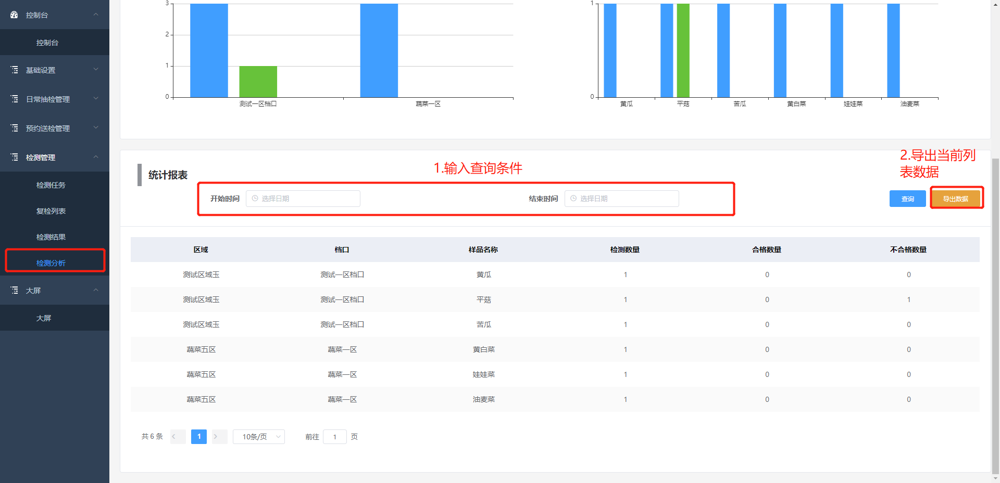 控制台
控制台
基础设置
日常抽检管理
预约送检管理
检测管理
检测任务
复检列表
检测结果
检测分析
大屏
大屏
3
2
1
0
测试一区档口
蔬菜一区
1
0
黄瓜
平菇
苦瓜
黄白菜
娃娃菜
油麦菜
统计报表
1.输入查询条件
2.导出当前列
表数据
开始时间 选择日期 结束时间 选择日期 查询 导出数据
区域 档口 样品名称 检测数量 合格数量 不合格数量
测试区域玉 测试一区档口 黄瓜 1 0 0
测试区域玉 测试一区档口 平菇 1 0 1
测试区域玉 测试一区档口 苦瓜 1 0 0
蔬菜五区 蔬菜一区 黄白菜 1 0 0
蔬菜五区 蔬菜一区 娃娃菜 1 0 0
蔬菜五区 蔬菜一区 油麦菜 1 0 0
共 6 条 1 10条/页 前往 1 页